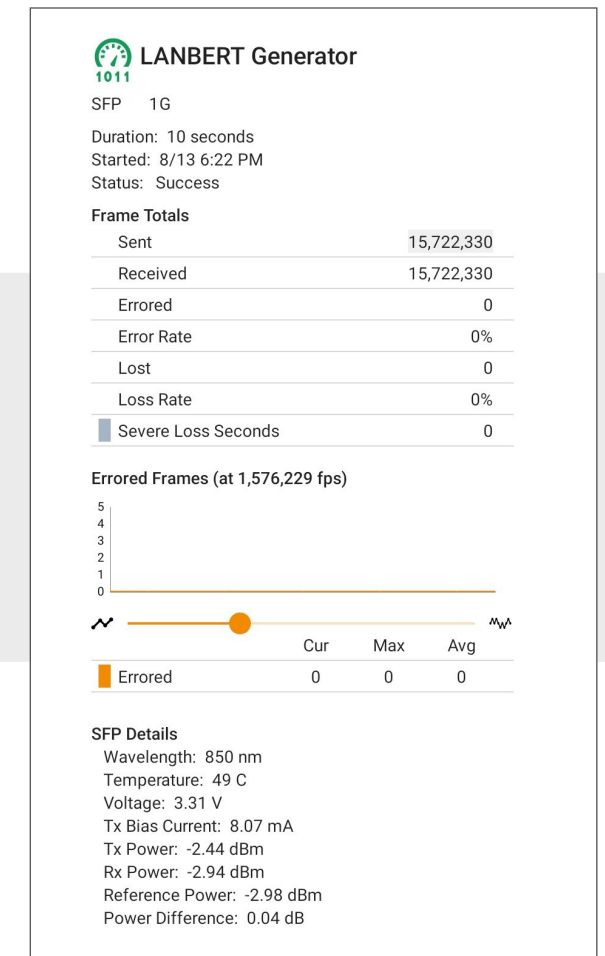 1011
LANBERT Generator
SFP 1G
Duration: 10 seconds
Started: 8/13 6:22 PM
Status: Success
Frame Totals
Sent 15,722,330
Received 15,722,330
Errored 0
Error Rate 0%
Lost 0
Loss Rate 0%
Severe Loss Seconds 0
Errored Frames (at 1,576,229 fps)
5
4
3
2
1
0
Cur Max Avg
Errored 0 0 0
SFP Details
Wavelength: 850 nm
Temperature: 49 C
Voltage: 3.31 V
Tx Bias Current: 8.07 mA
Tx Power: -2.44 dBm
Rx Power: -2.94 dBm
Reference Power: -2.98 dBm
Power Difference: 0.04 dB